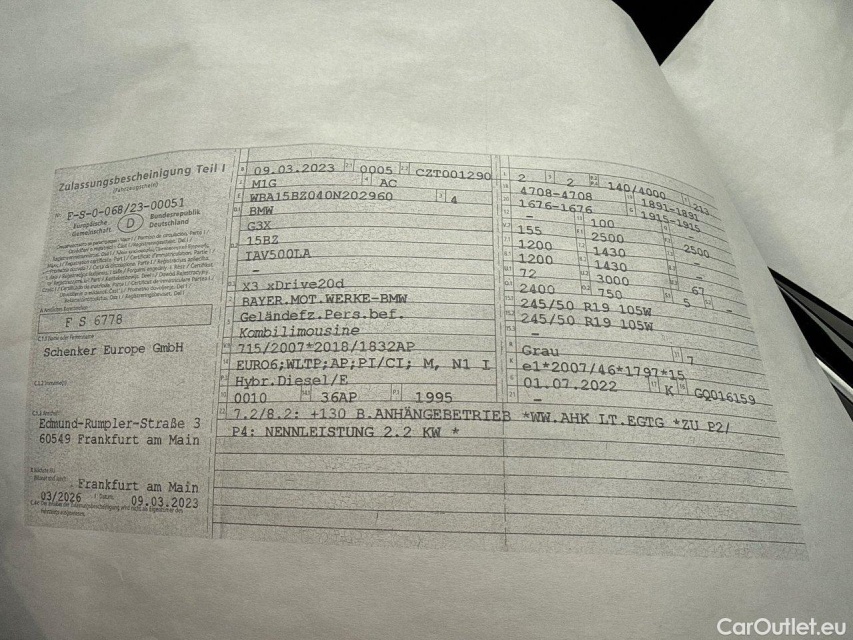 Zulassungsbescheinigung Teil I
(Fahrzeugschein)
F-S-0-068/23-00051
Europäische Gemeinschaft
D
Bundesrepublik Deutschland
F S 6778
Schenker Europe GmbH
Edmund-Rumpler-Straße 3
60549 Frankfurt am Main
Frankfurt am Main
03/2026
09.03.2023
09.03.2023 0005 CZT001290
M1G AC
WBA15BZ040N202960 4
BMW
G3X
15BZ
IAV500LA
–
X3 xDrive20d
BAYER.MOT.WERKE-BMW
Geländefz.Pers.bef.
Kombilimousine
715/2007*2018/1832AP
EURO6;WLTP;AP;PI/CI; M, N1 I
Hybr.Diesel/E
0010 36AP 1995
2 2 140/4000 213
4708-4708 1891-1891
1676-1676 1915-1915
– 100
155 2500 2500
1200 1430 –
1200 1430 –
72 3000 67
2400 750 5 –
245/50 R19 105W
245/50 R19 105W
–
Grau 7
e1*2007/46*1797*15
01.07.2022 K GQ016159
–
7.2/8.2: +130 B.ANHÄNGEBETRIEB *WW.AHK LT.EGTG *ZU P2/
P4: NENNLEISTUNG 2.2 KW *
CarOutlet.eu